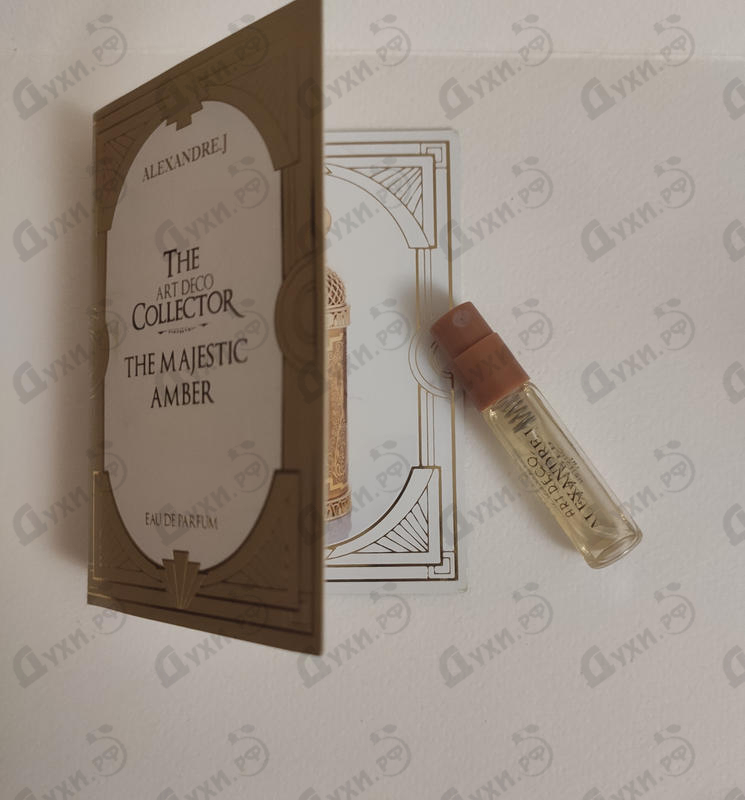 ALEXANDRE.J
THE
ART DECO
COLLECTOR
THE MAJESTIC
AMBER
EAU DE PARFUM
ALEXANDRE.J
ART DECO
Духи.рф